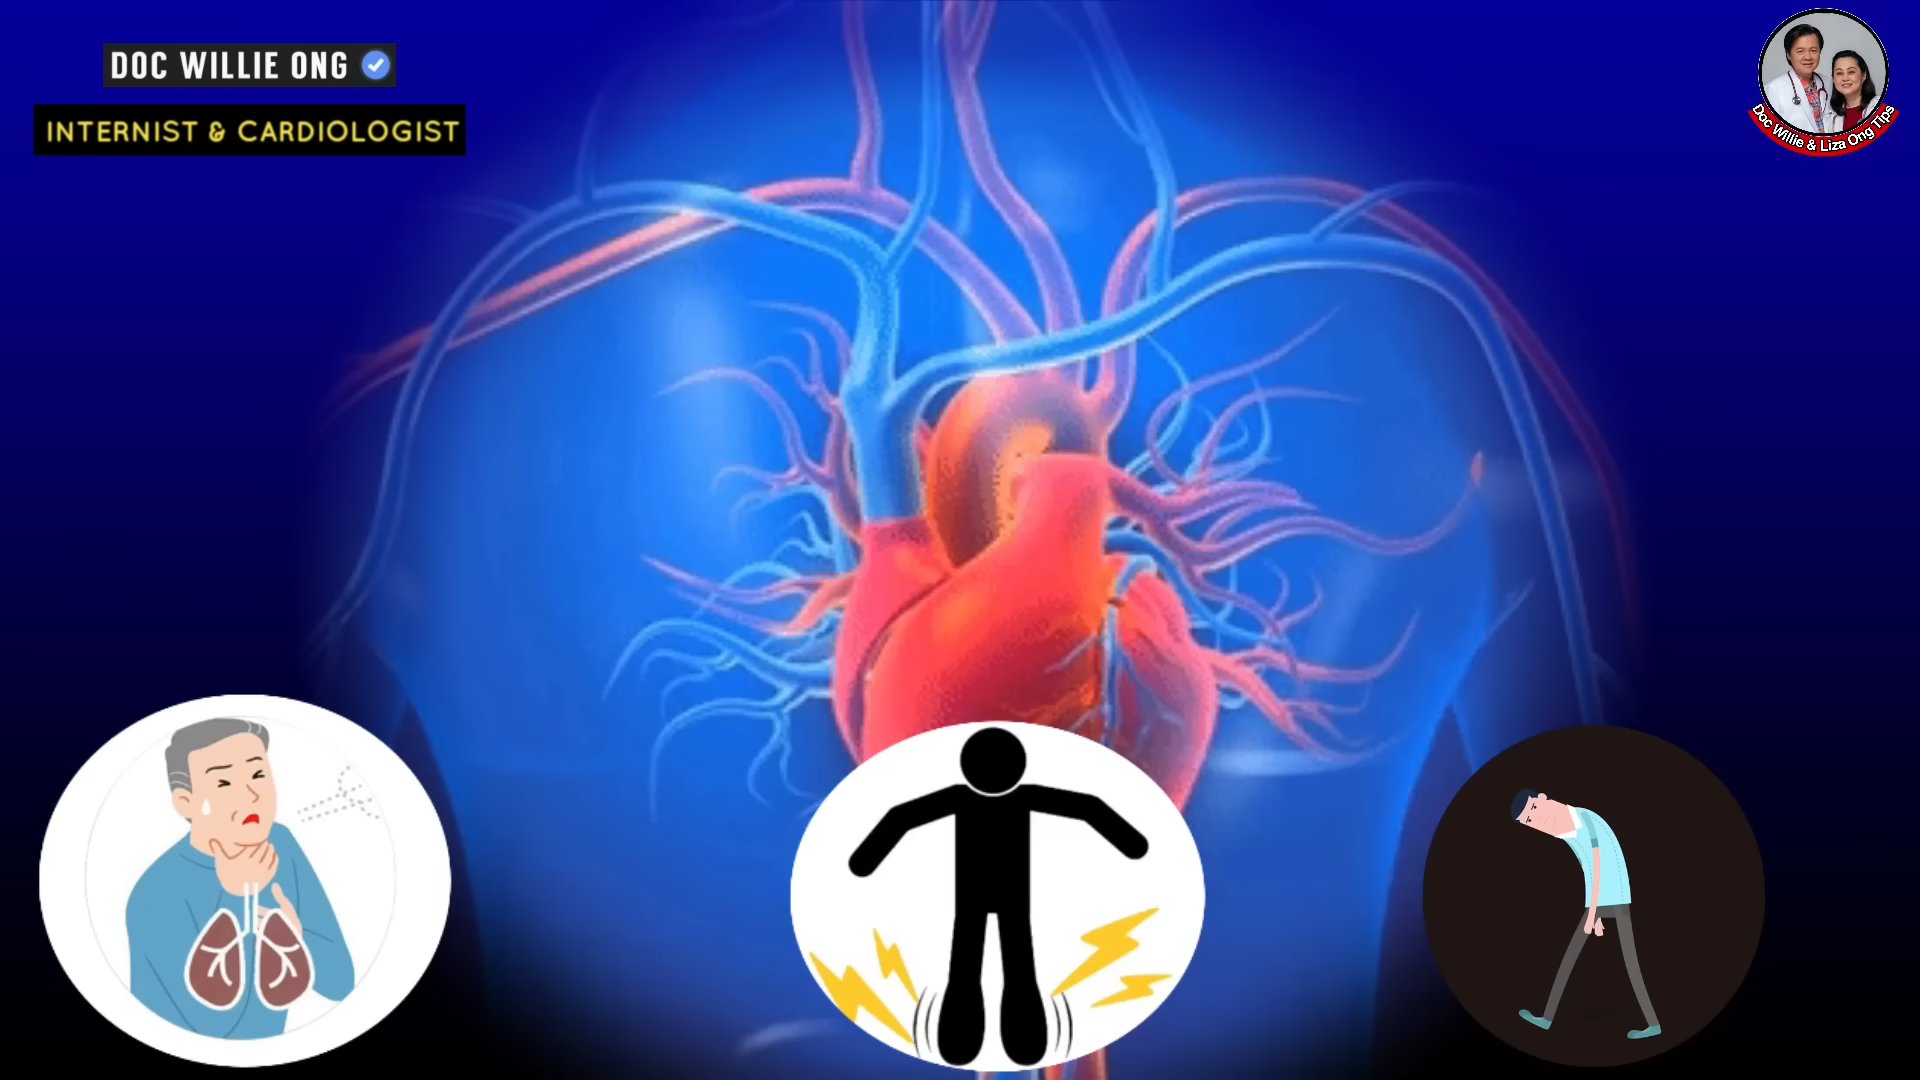 DOC WILLIE ONG
INTERNIST & CARDIOLOGIST
Doc Willie & Liza Ong Tips